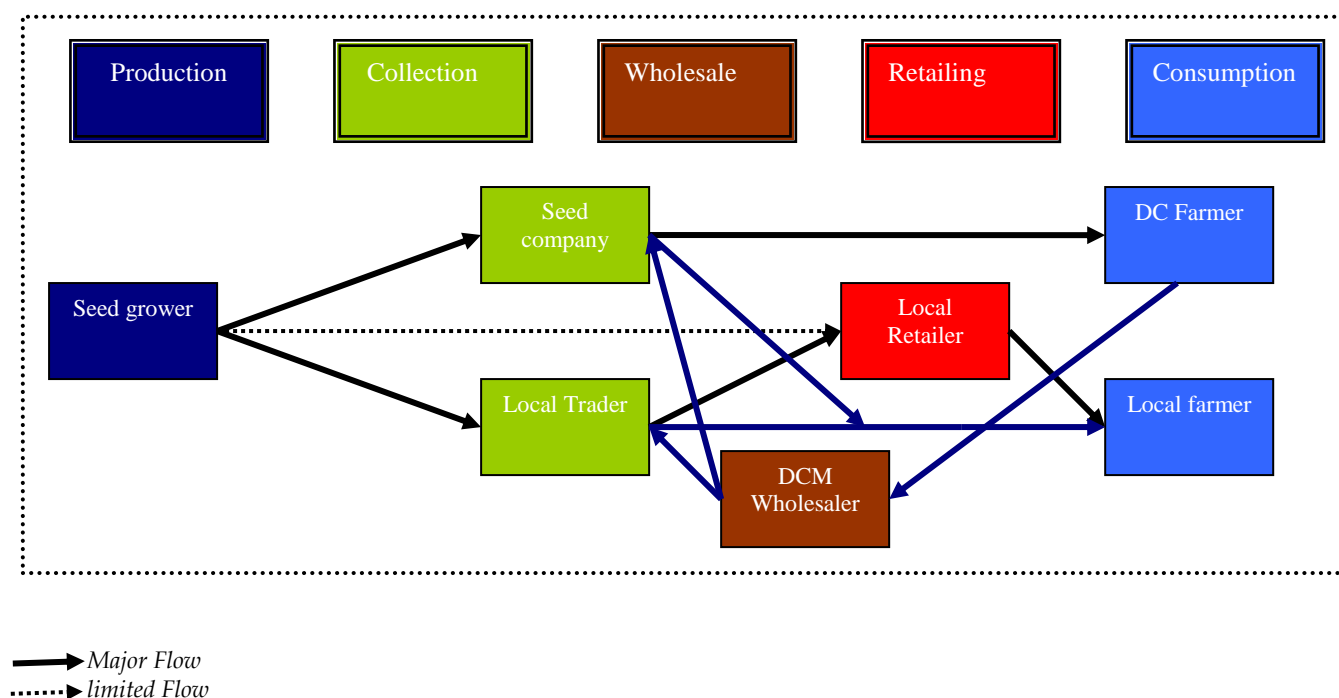 Production
Collection
Wholesale
Retailing
Consumption
Seed
company
DC Farmer
Seed grower
Local
Retailer
Local Trader
Local farmer
DCM
Wholesaler
Major Flow
limited Flow